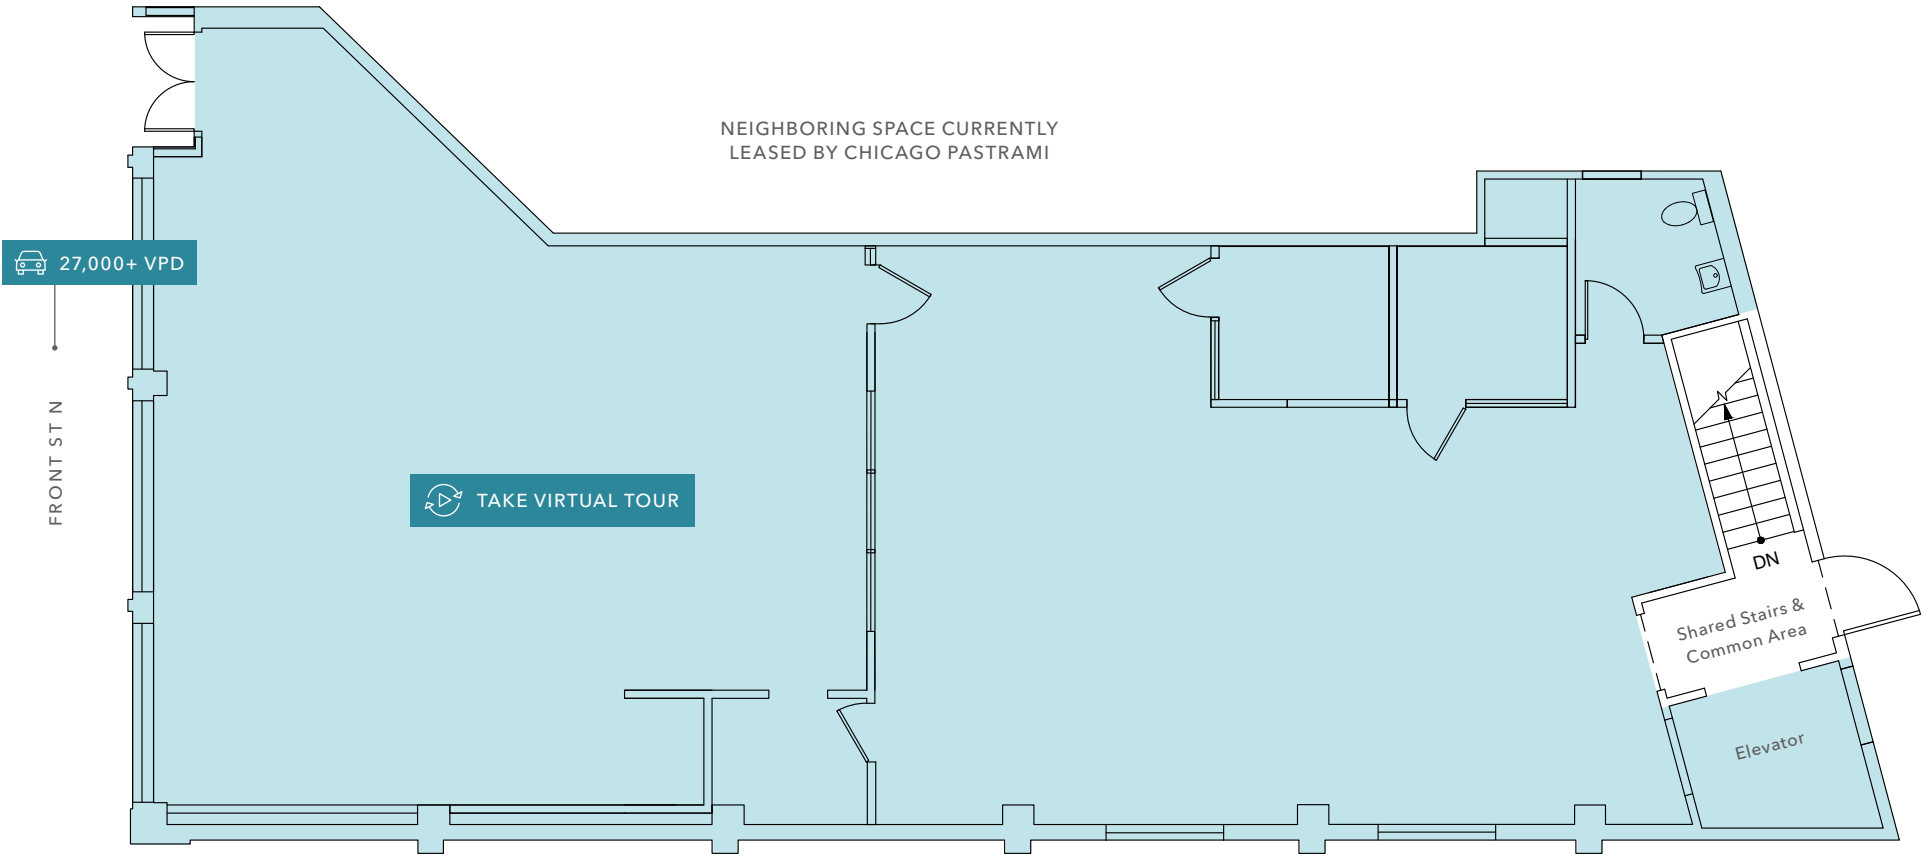 NEIGHBORING SPACE CURRENTLY
LEASED BY CHICAGO PASTRAMI
27,000+ VPD
FRONT ST N
TAKE VIRTUAL TOUR
DN
Shared Stairs &
Common Area
Elevator